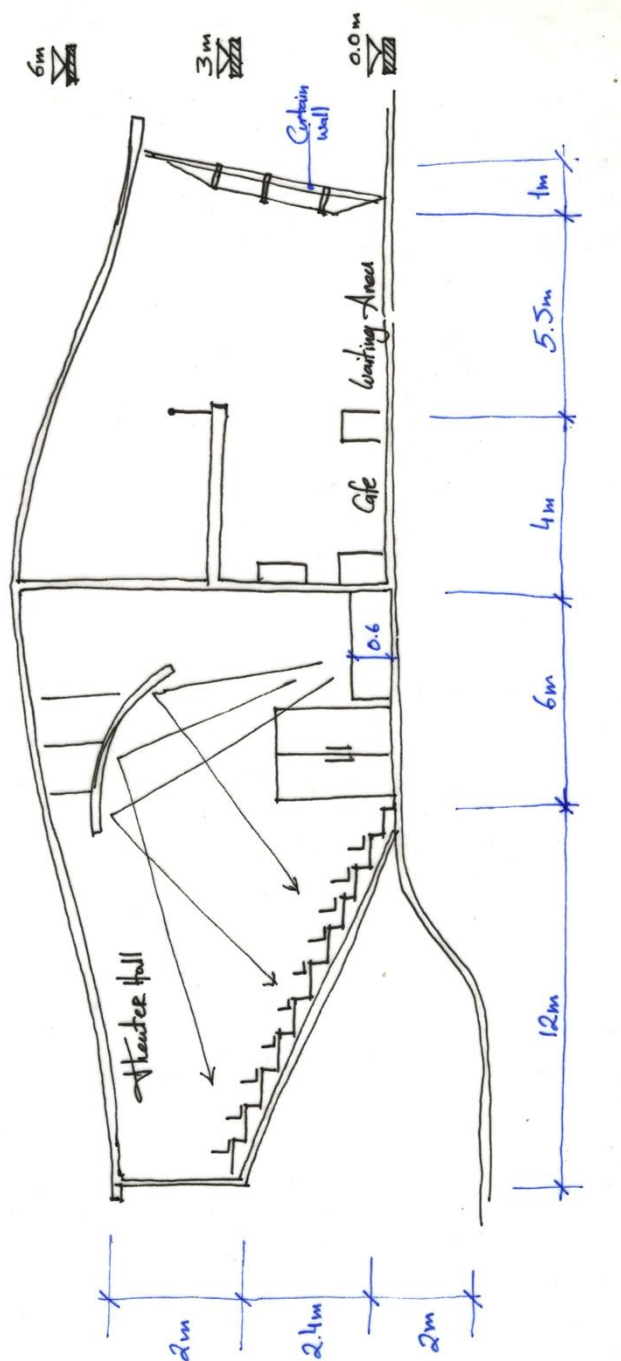 6m
Theater Hall
2m
3m
Curtain
wall
2.4m
Cafe
Waiting Area
0.0m
0.6
2m
12m
6m
4m
5.5m
1m